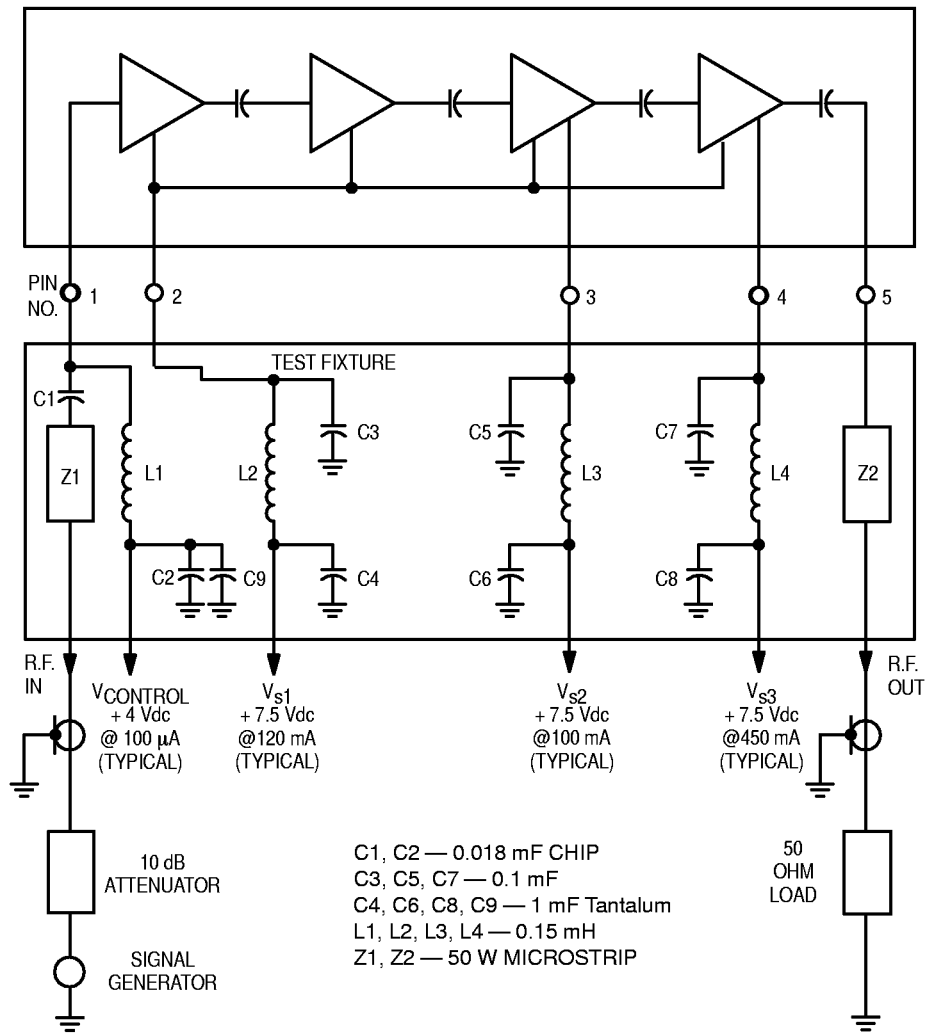 PIN
NO.
1
2
3
4
5
TEST FIXTURE
C1
C3
C5
C7
Z1
L1
L2
L3
L4
Z2
C2
C9
C4
C6
C8
R.F.
IN
VCONTROL
+ 4 Vdc
@ 100 μA
(TYPICAL)
Vs1
+ 7.5 Vdc
@120 mA
(TYPICAL)
Vs2
+ 7.5 Vdc
@100 mA
(TYPICAL)
Vs3
+ 7.5 Vdc
@450 mA
(TYPICAL)
R.F.
OUT
10 dB
ATTENUATOR
SIGNAL
GENERATOR
C1, C2 — 0.018 mF CHIP
C3, C5, C7 — 0.1 mF
C4, C6, C8, C9 — 1 mF Tantalum
L1, L2, L3, L4 — 0.15 mH
Z1, Z2 — 50 W MICROSTRIP
50
OHM
LOAD